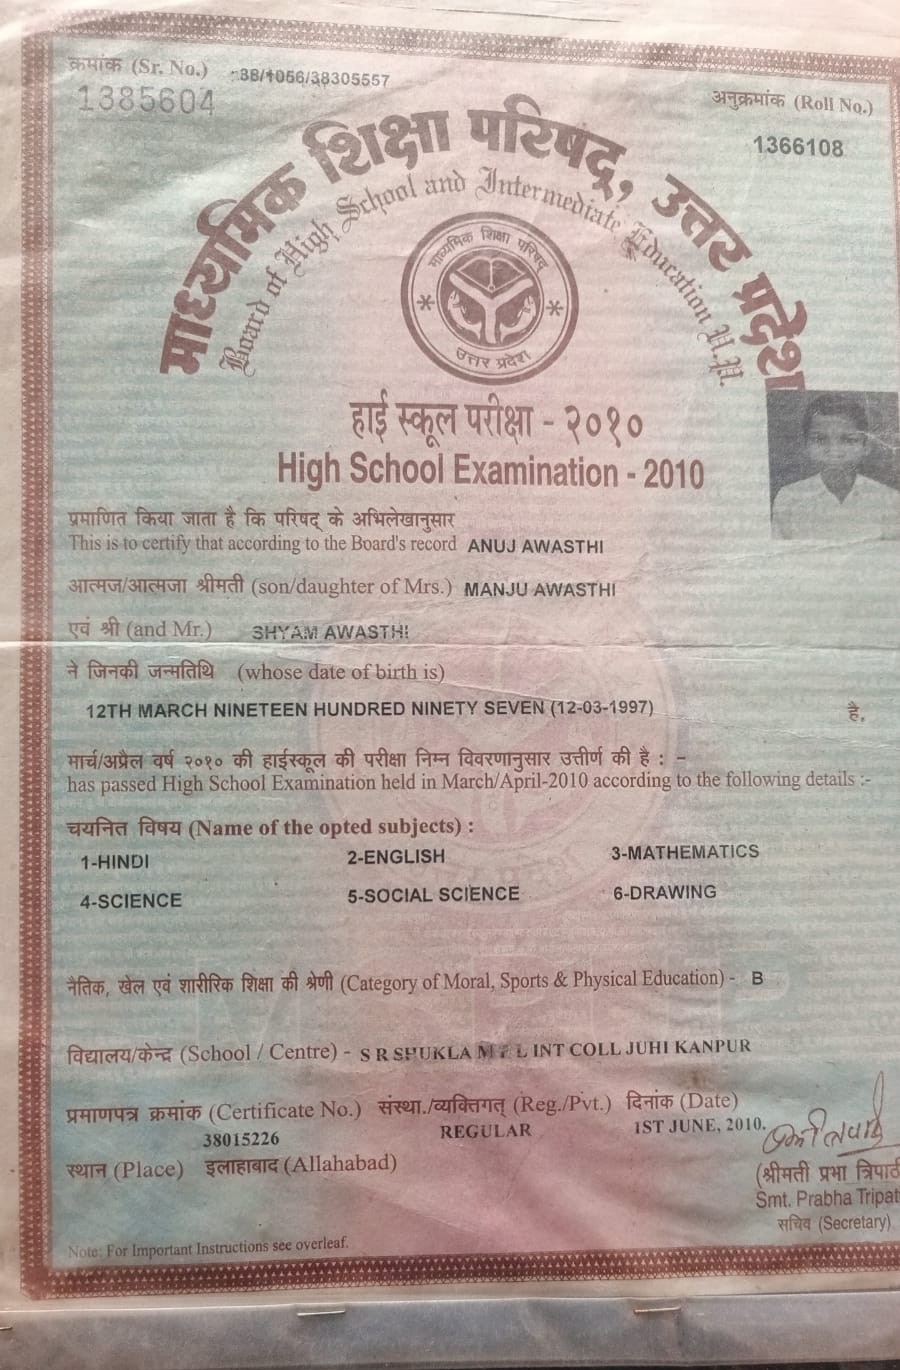 क्रमांक (Sr. No.) 38/1056/38305557
1385604
अनुक्रमांक (Roll No.)
1366108
माध्यमिक शिक्षा परिषद्, उत्तर प्रदेश
Board of High School and Intermediate Education U.P.
माध्यमिक शिक्षा परिषद्
उत्तर प्रदेश
हाई स्कूल परीक्षा - २०१०
High School Examination - 2010
प्रमाणित किया जाता है कि परिषद् के अभिलेखानुसार
This is to certify that according to the Board's record ANUJ AWASTHI
आत्मज/आत्मजा श्रीमती (son/daughter of Mrs.) MANJU AWASTHI
एवं श्री (and Mr.) SHYAM AWASTHI
ने जिनकी जन्मतिथि (whose date of birth is)
12TH MARCH NINETEEN HUNDRED NINETY SEVEN (12-03-1997) है,
मार्च/अप्रैल वर्ष २०१० की हाईस्कूल की परीक्षा निम्न विवरणानुसार उत्तीर्ण की है : -
has passed High School Examination held in March/April-2010 according to the following details :-
चयनित विषय (Name of the opted subjects) :
1-HINDI 2-ENGLISH 3-MATHEMATICS
4-SCIENCE 5-SOCIAL SCIENCE 6-DRAWING
नैतिक, खेल एवं शारीरिक शिक्षा की श्रेणी (Category of Moral, Sports & Physical Education) - B
विद्यालय/केन्द्र (School / Centre) - S R SHUKLA INT COLL JUHI KANPUR
प्रमाणपत्र क्रमांक (Certificate No.) संस्था./व्यक्तिगत् (Reg./Pvt.) दिनांक (Date)
38015226 REGULAR 1ST JUNE, 2010.
स्थान (Place) इलाहाबाद (Allahabad)
(श्रीमती प्रभा त्रिपाठी
Smt. Prabha Tripat
सचिव (Secretary)
Note: For Important Instructions see overleaf.